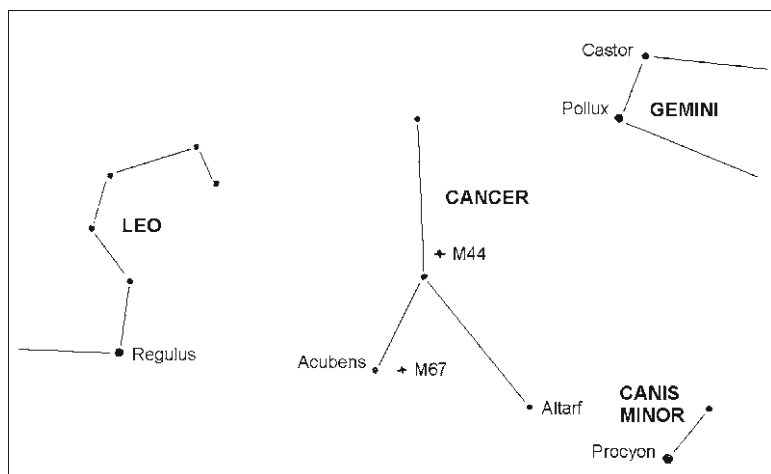 Castor
Pollux
GEMINI
CANCER
LEO
M44
Regulus
Acubens
M67
Altarf
CANIS
MINOR
Procyon